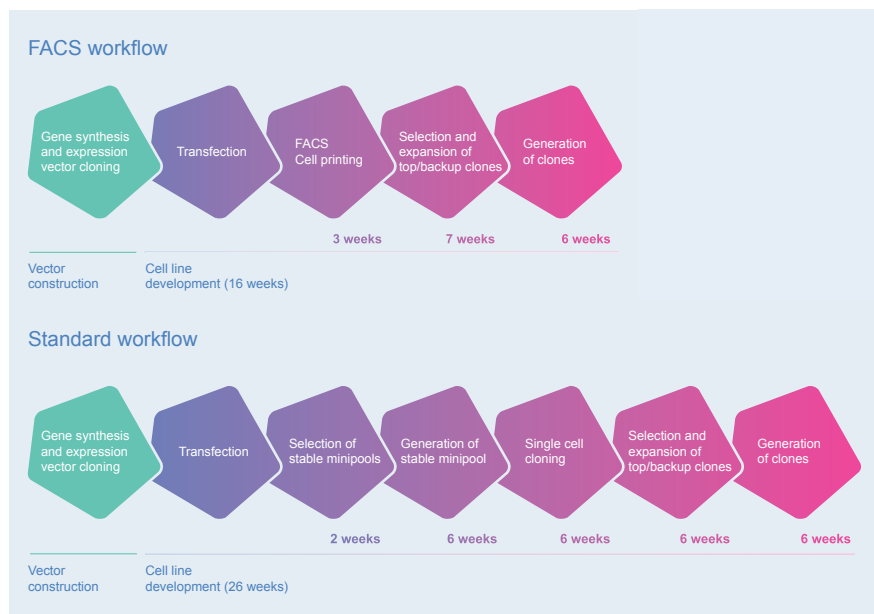 FACS workflow
Gene synthesis
and expression
vector cloning
Transfection
FACS
Cell printing
Selection and
expansion of
top/backup clones
Generation
of clones
3 weeks
7 weeks
6 weeks
Vector
construction
Cell line
development (16 weeks)
Standard workflow
Gene synthesis
and expression
vector cloning
Transfection
Selection of
stable minipools
Generation of
stable minipool
Single cell
cloning
Selection and
expansion of
top/backup clones
Generation
of clones
2 weeks
6 weeks
6 weeks
6 weeks
6 weeks
Vector
construction
Cell line
development (26 weeks)